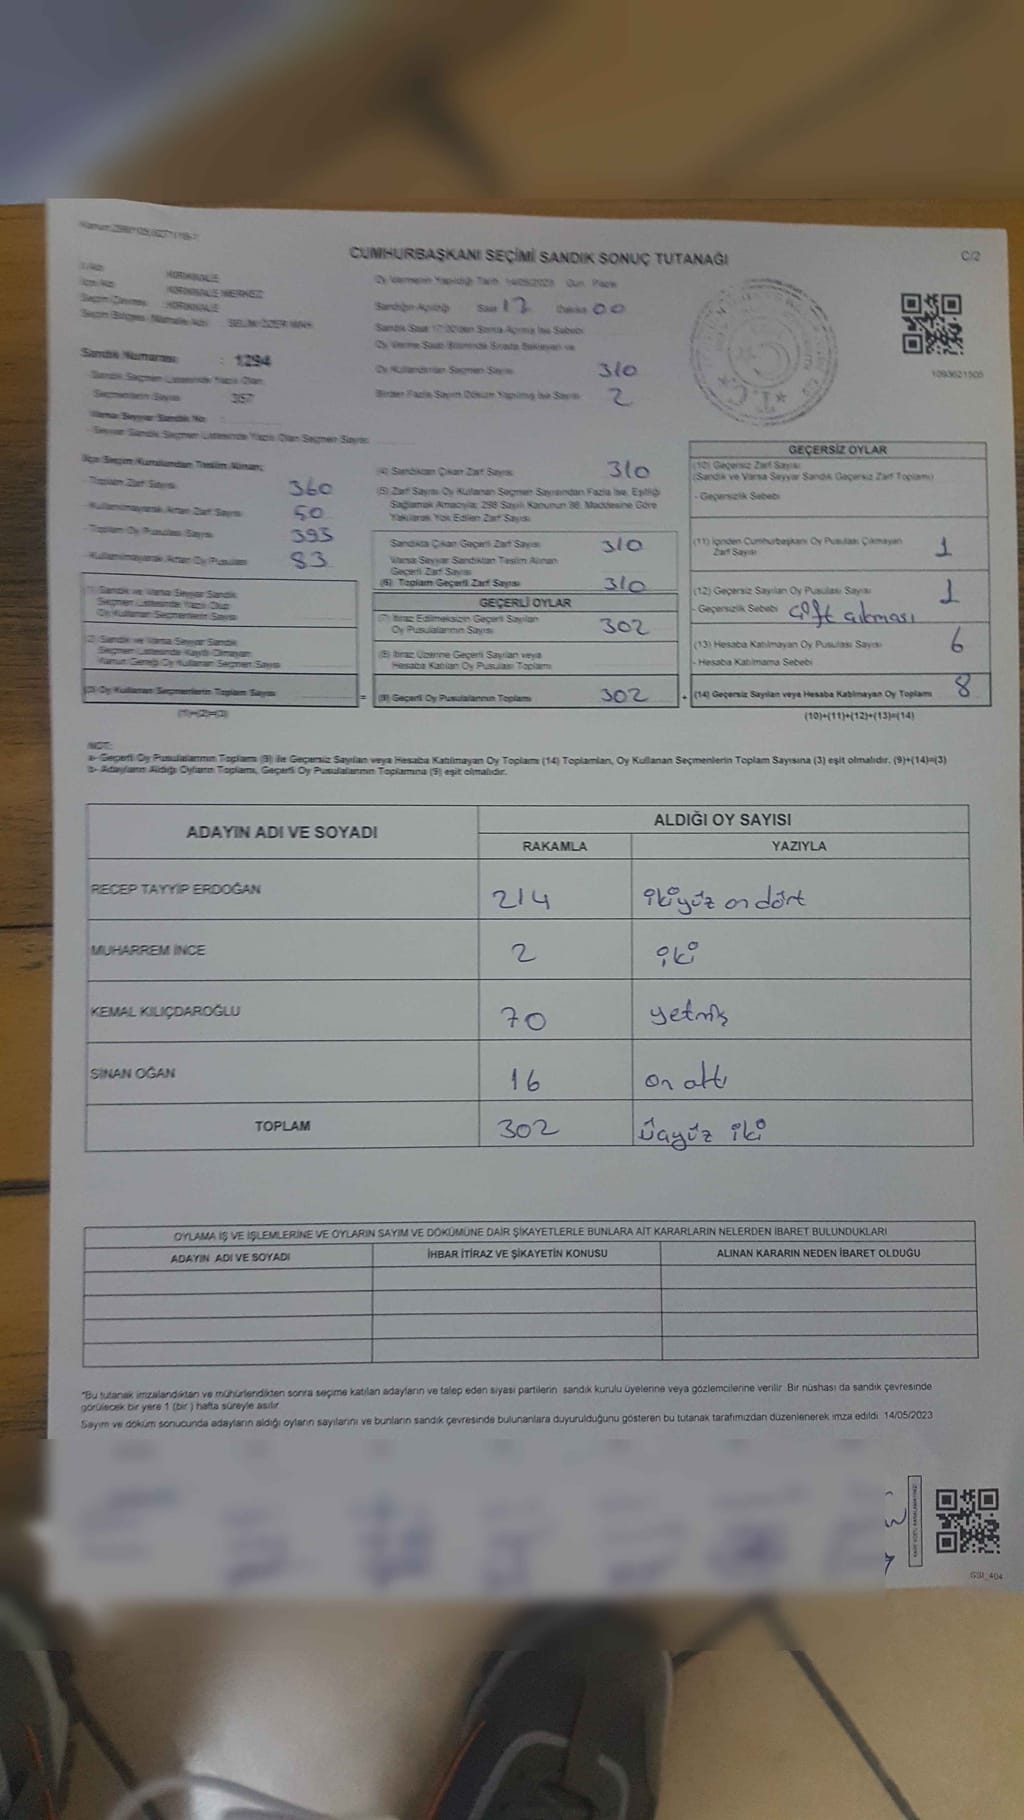 CUMHURBAŞKANI SEÇİMİ SANDIK SONUÇ TUTANAĞI
C/2
İl Adı : KIRIKKALE
İlçe Adı : KIRIKKALE MERKEZ
Seçim Çevresi : KIRIKKALE
Seçim Bölgesi / Mahalle Adı : SELİM ÖZER MAH.
Sandık Numarası : 1294
- Sandık Seçmen Listesinde Yazılı Olan
Seçmenlerin Sayısı 357
Varsa Seyyar Sandık No :
- Seyyar Sandık Seçmen Listesinde Yazılı Olan Seçmen Sayısı
Oy Vermenin Yapıldığı Tarih 14/05/2023 Gün Pazar
Sandığın Açıldığı Saat 17 Dakika 00
Sandık Saat 17:00'den Sonra Açılmış İse Sebebi
Oy Verme Saati Bitiminde Sırada Bekleyen ve
Oy Kullandırılan Seçmen Sayısı 310
Birden Fazla Sayım Döküm Yapılmış İse Sayısı 2
1093621505
İlçe Seçim Kurulundan Teslim Alınan;
- Toplam Zarf Sayısı 360
- Kullanılmayarak Artan Zarf Sayısı 50
- Toplam Oy Pusulası Sayısı 393
- Kullanılmayarak Artan Oy Pusulası 83
(1) Sandık ve Varsa Seyyar Sandık
Seçmen Listesinde Yazılı Olup
Oy Kullanan Seçmenlerin Sayısı
(2) Sandık ve Varsa Seyyar Sandık
Seçmen Listesinde Kayıtlı Olmayan
Kanun Gereği Oy Kullanan Seçmen Sayısı
(3) Oy Kullanan Seçmenlerin Toplam Sayısı
=
(1)+(2)=(3)
(4) Sandıktan Çıkan Zarf Sayısı 310
(5) Zarf Sayısı Oy Kullanan Seçmen Sayısından Fazla İse, Eşitliği
Sağlamak Amacıyla, 298 Sayılı Kanunun 98. Maddesine Göre
Yakılarak Yok Edilen Zarf Sayısı
Sandıkta Çıkan Geçerli Zarf Sayısı 310
Varsa Seyyar Sandıktan Teslim Alınan
Geçerli Zarf Sayısı
(6) Toplam Geçerli Zarf Sayısı 310
GEÇERLİ OYLAR
(7) İtiraz Edilmeksizin Geçerli Sayılan
Oy Pusulalarının Sayısı 302
(8) İtiraz Üzerine Geçerli Sayılan veya
Hesaba Katılan Oy Pusulası Toplamı
(9) Geçerli Oy Pusulalarının Toplamı 302
+
GEÇERSİZ OYLAR
(10) Geçersiz Zarf Sayısı
(Sandık ve Varsa Seyyar Sandık Geçersiz Zarf Toplamı)
- Geçersizlik Sebebi
(11) İçinden Cumhurbaşkanı Oy Pusulası Çıkmayan
Zarf Sayısı 1
(12) Geçersiz Sayılan Oy Pusulası Sayısı 1
- Geçersizlik Sebebi çift çıkması
(13) Hesaba Katılmayan Oy Pusulası Sayısı 6
- Hesaba Katılmama Sebebi
(14) Geçersiz Sayılan veya Hesaba Katılmayan Oy Toplamı 8
(10)+(11)+(12)+(13)=(14)
NOT:
a- Geçerli Oy Pusulalarının Toplamı (9) ile Geçersiz Sayılan veya Hesaba Katılmayan Oy Toplamı (14) Toplamları, Oy Kullanan Seçmenlerin Toplam Sayısına (3) eşit olmalıdır. (9)+(14)=(3)
b- Adayların Aldığı Oyların Toplamı, Geçerli Oy Pusulalarının Toplamına (9) eşit olmalıdır.
ADAYIN ADI VE SOYADI
ALDIĞI OY SAYISI
RAKAMLA YAZIYLA
RECEP TAYYİP ERDOĞAN 214 ikiyüz on dört
MUHARREM İNCE 2 iki
KEMAL KILIÇDAROĞLU 70 yetmiş
SİNAN OĞAN 16 on altı
TOPLAM 302 üçyüz iki
OYLAMA İŞ VE İŞLEMLERİNE VE OYLARIN SAYIM VE DÖKÜMÜNE DAİR ŞİKAYETLERLE BUNLARA AİT KARARLARIN NELERDEN İBARET BULUNDUKLARI
ADAYIN ADI VE SOYADI İHBAR İTİRAZ VE ŞİKAYETİN KONUSU ALINAN KARARIN NEDEN İBARET OLDUĞU
*Bu tutanak imzalandıktan ve mühürlendikten sonra seçime katılan adayların ve talep eden siyasi partilerin sandık kurulu üyelerine veya gözlemcilerine verilir. Bir nüshası da sandık çevresinde
görülecek bir yere 1 (bir ) hafta süreyle asılır.
Sayım ve döküm sonucunda adayların aldığı oyların sayılarını ve bunların sandık çevresinde bulunanlara duyurulduğunu gösteren bu tutanak tarafımızdan düzenlenerek imza edildi. 14/05/2023
SSI_404